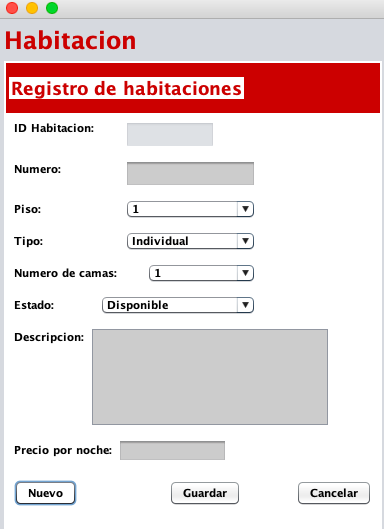 Habitacion
Registro de habitaciones
ID Habitacion:
Numero:
Piso: 1
Tipo: Individual
Numero de camas: 1
Estado: Disponible
Descripcion:
Precio por noche:
Nuevo Guardar Cancelar